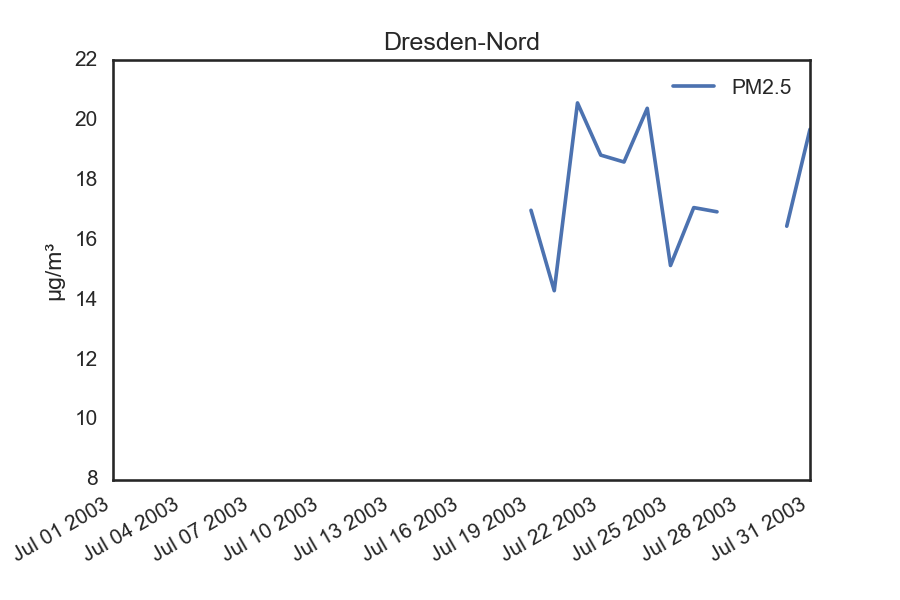 Dresden-Nord
PM2.5
µg/m³
22
20
18
16
14
12
10
8
Jul 01 2003
Jul 04 2003
Jul 07 2003
Jul 10 2003
Jul 13 2003
Jul 16 2003
Jul 19 2003
Jul 22 2003
Jul 25 2003
Jul 28 2003
Jul 31 2003